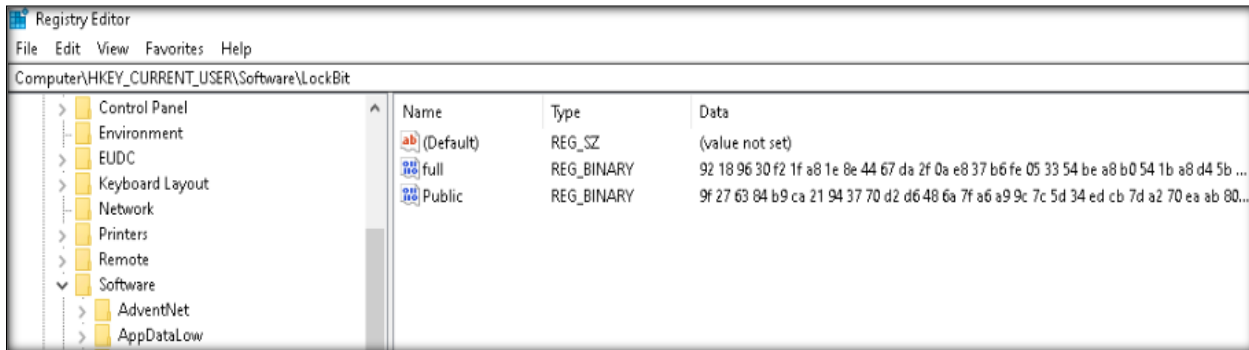 Registry Editor
File Edit View Favorites Help
Computer\HKEY_CURRENT_USER\Software\LockBit
Control Panel
Environment
EUDC
Keyboard Layout
Network
Printers
Remote
Software
AdventNet
AppDataLow
Name Type Data
(Default) REG_SZ (value not set)
full REG_BINARY 92 18 96 30 f2 1f a8 1e 8e 44 67 da 2f 0a e8 37 b6 fe 05 33 54 be a8 b0 54 1b a8 d4 5b ...
Public REG_BINARY 9f 27 63 84 b9 ca 21 94 37 70 d2 d6 48 6a 7f a6 a9 9c 7c 5d 34 ed cb 7d a2 70 ea ab 80...